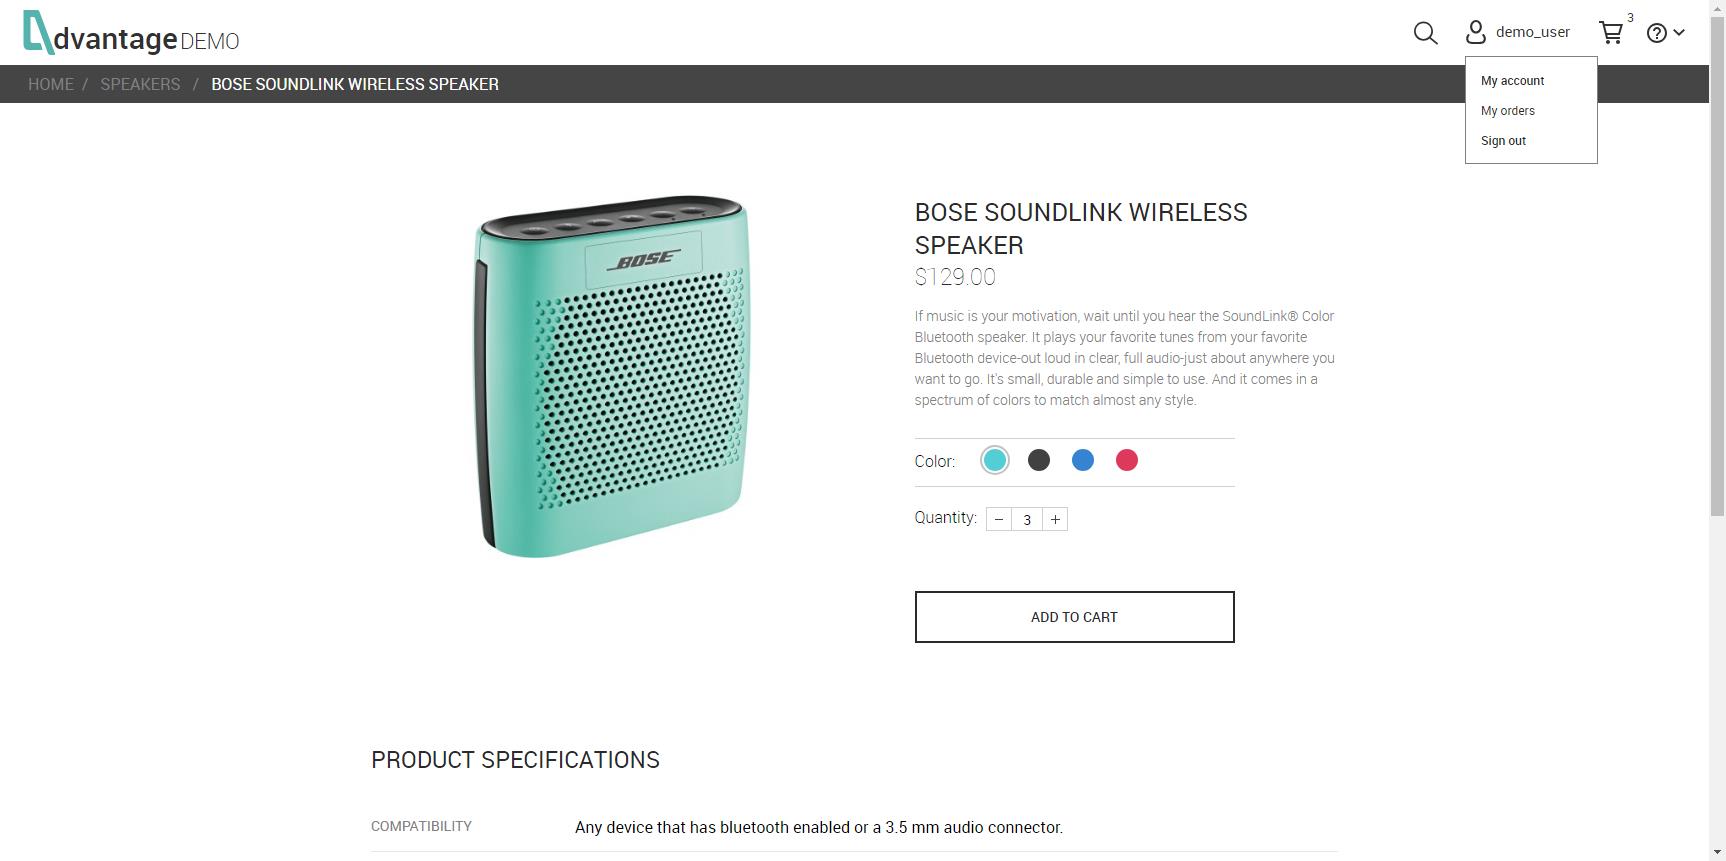 dvantage DEMO
demo_user
3
My account
My orders
Sign out
HOME / SPEAKERS / BOSE SOUNDLINK WIRELESS SPEAKER
BOSE
BOSE SOUNDLINK WIRELESS
SPEAKER
$129.00
If music is your motivation, wait until you hear the SoundLink® Color
Bluetooth speaker. It plays your favorite tunes from your favorite
Bluetooth device-out loud in clear, full audio-just about anywhere you
want to go. It's small, durable and simple to use. And it comes in a
spectrum of colors to match almost any style.
Color:
Quantity: − 3 +
ADD TO CART
PRODUCT SPECIFICATIONS
COMPATIBILITY Any device that has bluetooth enabled or a 3.5 mm audio connector.